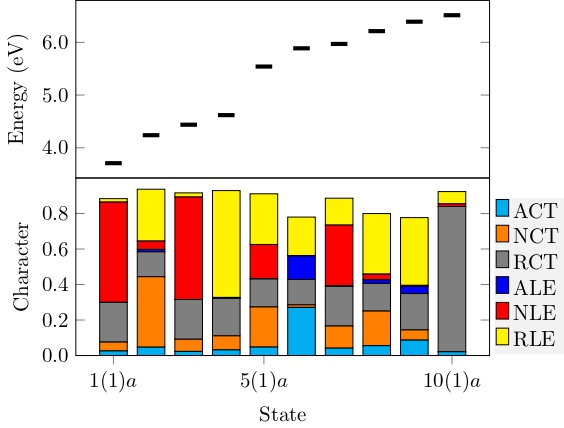 6.0
5.0
4.0
Energy (eV)
0.8
0.6
0.4
0.2
0.0
Character
1(1)a
5(1)a
10(1)a
State
ACT
NCT
RCT
ALE
NLE
RLE